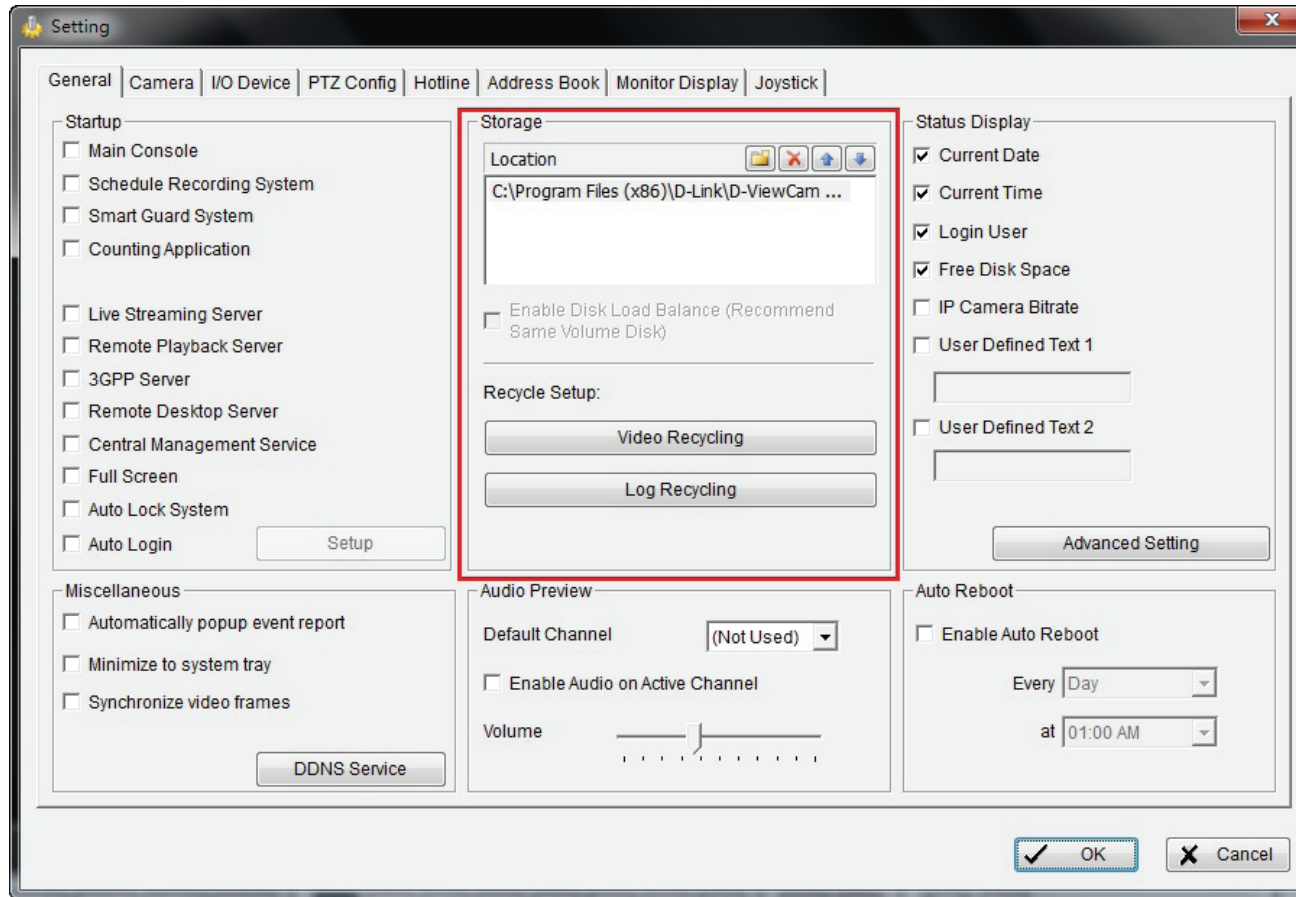 Setting
General
Camera
I/O Device
PTZ Config
Hotline
Address Book
Monitor Display
Joystick
Startup
Main Console
Schedule Recording System
Smart Guard System
Counting Application
Live Streaming Server
Remote Playback Server
3GPP Server
Remote Desktop Server
Central Management Service
Full Screen
Auto Lock System
Auto Login
Setup
Storage
Location
C:\Program Files (x86)\D-Link\D-ViewCam ...
Enable Disk Load Balance (Recommend
Same Volume Disk)
Recycle Setup:
Video Recycling
Log Recycling
Status Display
Current Date
Current Time
Login User
Free Disk Space
IP Camera Bitrate
User Defined Text 1
User Defined Text 2
Advanced Setting
Miscellaneous
Automatically popup event report
Minimize to system tray
Synchronize video frames
DDNS Service
Audio Preview
Default Channel
(Not Used)
Enable Audio on Active Channel
Volume
Auto Reboot
Enable Auto Reboot
Every Day
at 01:00 AM
OK
Cancel